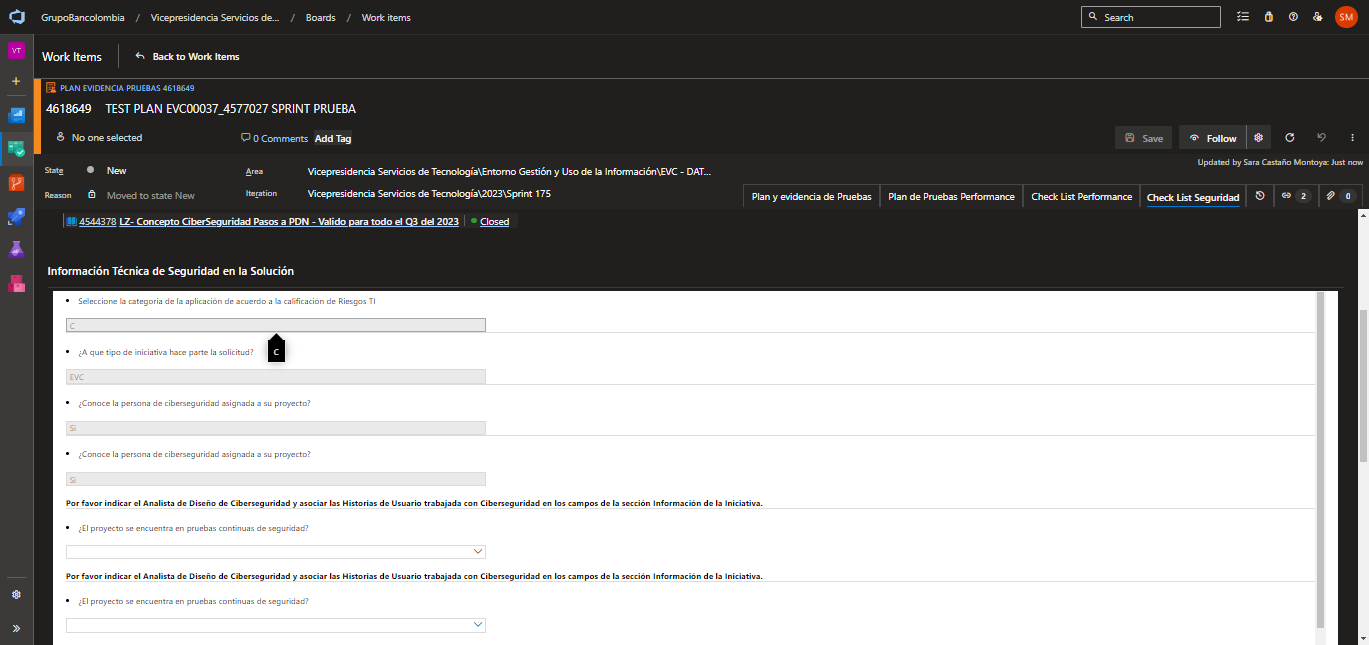 GrupoBancolombia / Vicepresidencia Servicios de... / Boards / Work items
Search
SM
VT
Work Items
Back to Work Items
PLAN EVIDENCIA PRUEBAS 4618649
4618649 TEST PLAN EVC00037_4577027 SPRINT PRUEBA
No one selected
0 Comments Add Tag
Save
Follow
Updated by Sara Castaño Montoya: Just now
State New
Area Vicepresidencia Servicios de Tecnología\Entorno Gestión y Uso de la Información\EVC - DAT...
Reason Moved to state New
Iteration Vicepresidencia Servicios de Tecnología\2023\Sprint 175
Plan y evidencia de Pruebas
Plan de Pruebas Performance
Check List Performance
Check List Seguridad
2
0
4544378 LZ- Concepto CiberSeguridad Pasos a PDN - Valido para todo el Q3 del 2023 Closed
Información Técnica de Seguridad en la Solución
• Seleccione la categoria de la aplicación de acuerdo a la calificación de Riesgos TI
C
• ¿A que tipo de iniciativa hace parte la solicitud?
C
EVC
• ¿Conoce la persona de ciberseguridad asignada a su proyecto?
Si
• ¿Conoce la persona de ciberseguridad asignada a su proyecto?
Si
Por favor indicar el Analista de Diseño de Ciberseguridad y asociar las Historias de Usuario trabajada con Ciberseguridad en los campos de la sección Información de la Iniciativa.
• ¿El proyecto se encuentra en pruebas continuas de seguridad?
Por favor indicar el Analista de Diseño de Ciberseguridad y asociar las Historias de Usuario trabajada con Ciberseguridad en los campos de la sección Información de la Iniciativa.
• ¿El proyecto se encuentra en pruebas continuas de seguridad?